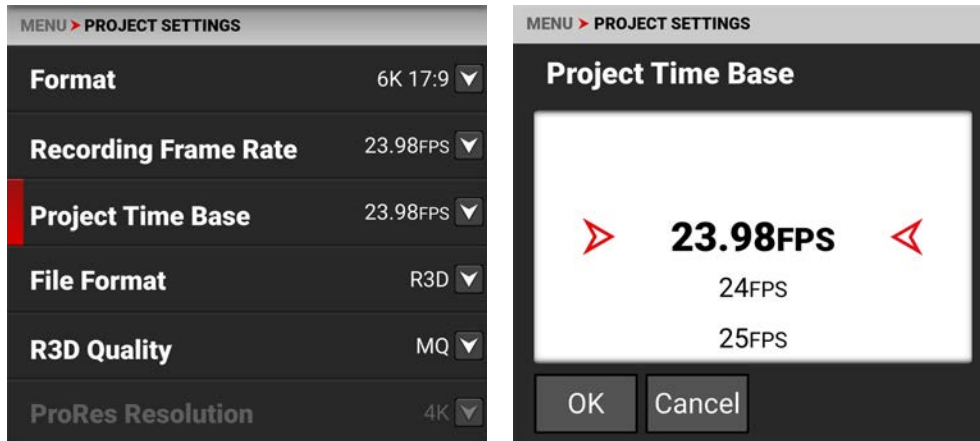 MENU > PROJECT SETTINGS
Format 6K 17:9
Recording Frame Rate 23.98FPS
Project Time Base 23.98FPS
File Format R3D
R3D Quality MQ
ProRes Resolution 4K
MENU > PROJECT SETTINGS
Project Time Base
23.98FPS
24FPS
25FPS
OK Cancel